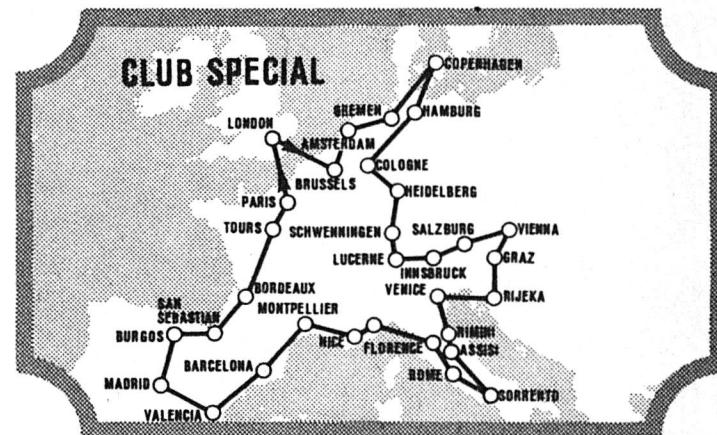 CLUB SPECIAL
COPENHAGEN
BREMEN
HAMBURG
LONDON
AMSTERDAM
COLOGNE
BRUSSELS
HEIDELBERG
PARIS
TOURS
SCHWENNINGEN
SALZBURG
VIENNA
LUCERNE
INNSBRUCK
GRAZ
BORDEAUX
VENICE
RIJEKA
SAN
SEBASTIAN
MONTPELLIER
BURGOS
NICE
FLORENCE
RIMINI
ASSISI
BARCELONA
ROME
MADRID
SORRENTO
VALENCIA